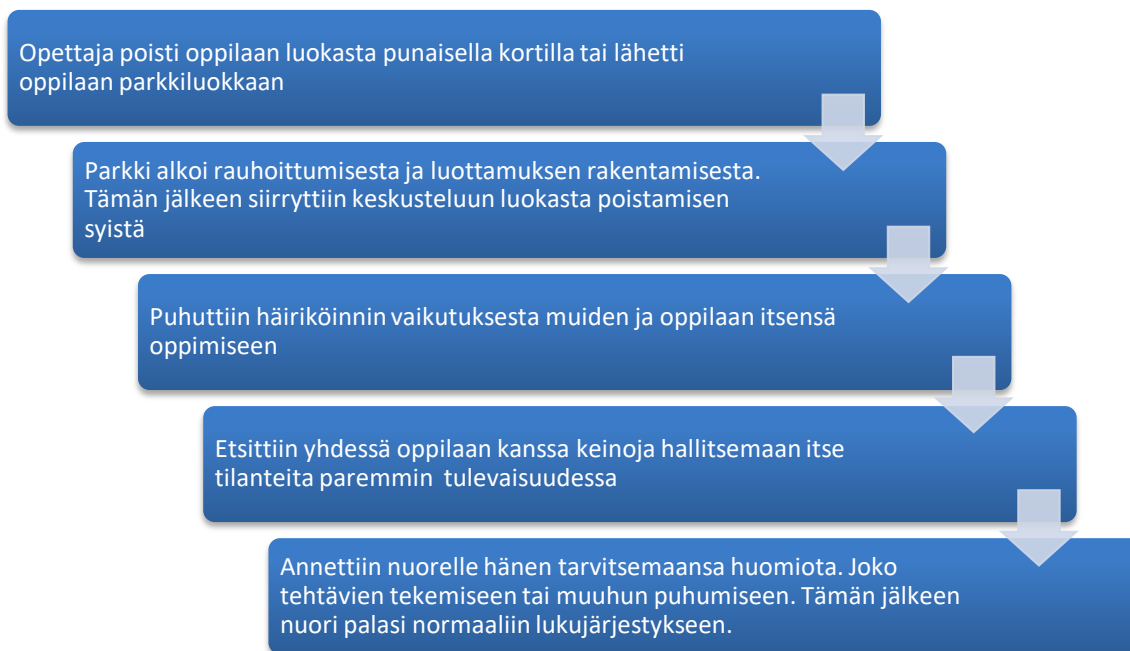 Opettaja poisti oppilaan luokasta punaisella kortilla tai lähetti
oppilaan parkkiluokkaan
Parkki alkoi rauhoittumisesta ja luottamuksen rakentamisesta.
Tämän jälkeen siirryttiin keskusteluun luokasta poistamisen
syistä
Puhuttiin häiriköinnin vaikutuksesta muiden ja oppilaan itsensä
oppimiseen
Etsittiin yhdessä oppilaan kanssa keinoja hallitsemaan itse
tilanteita paremmin tulevaisuudessa
Annettiin nuorelle hänen tarvitsemaansa huomiota. Joko
tehtävien tekemiseen tai muuhun puhumiseen. Tämän jälkeen
nuori palasi normaaliin lukujärjestykseen.